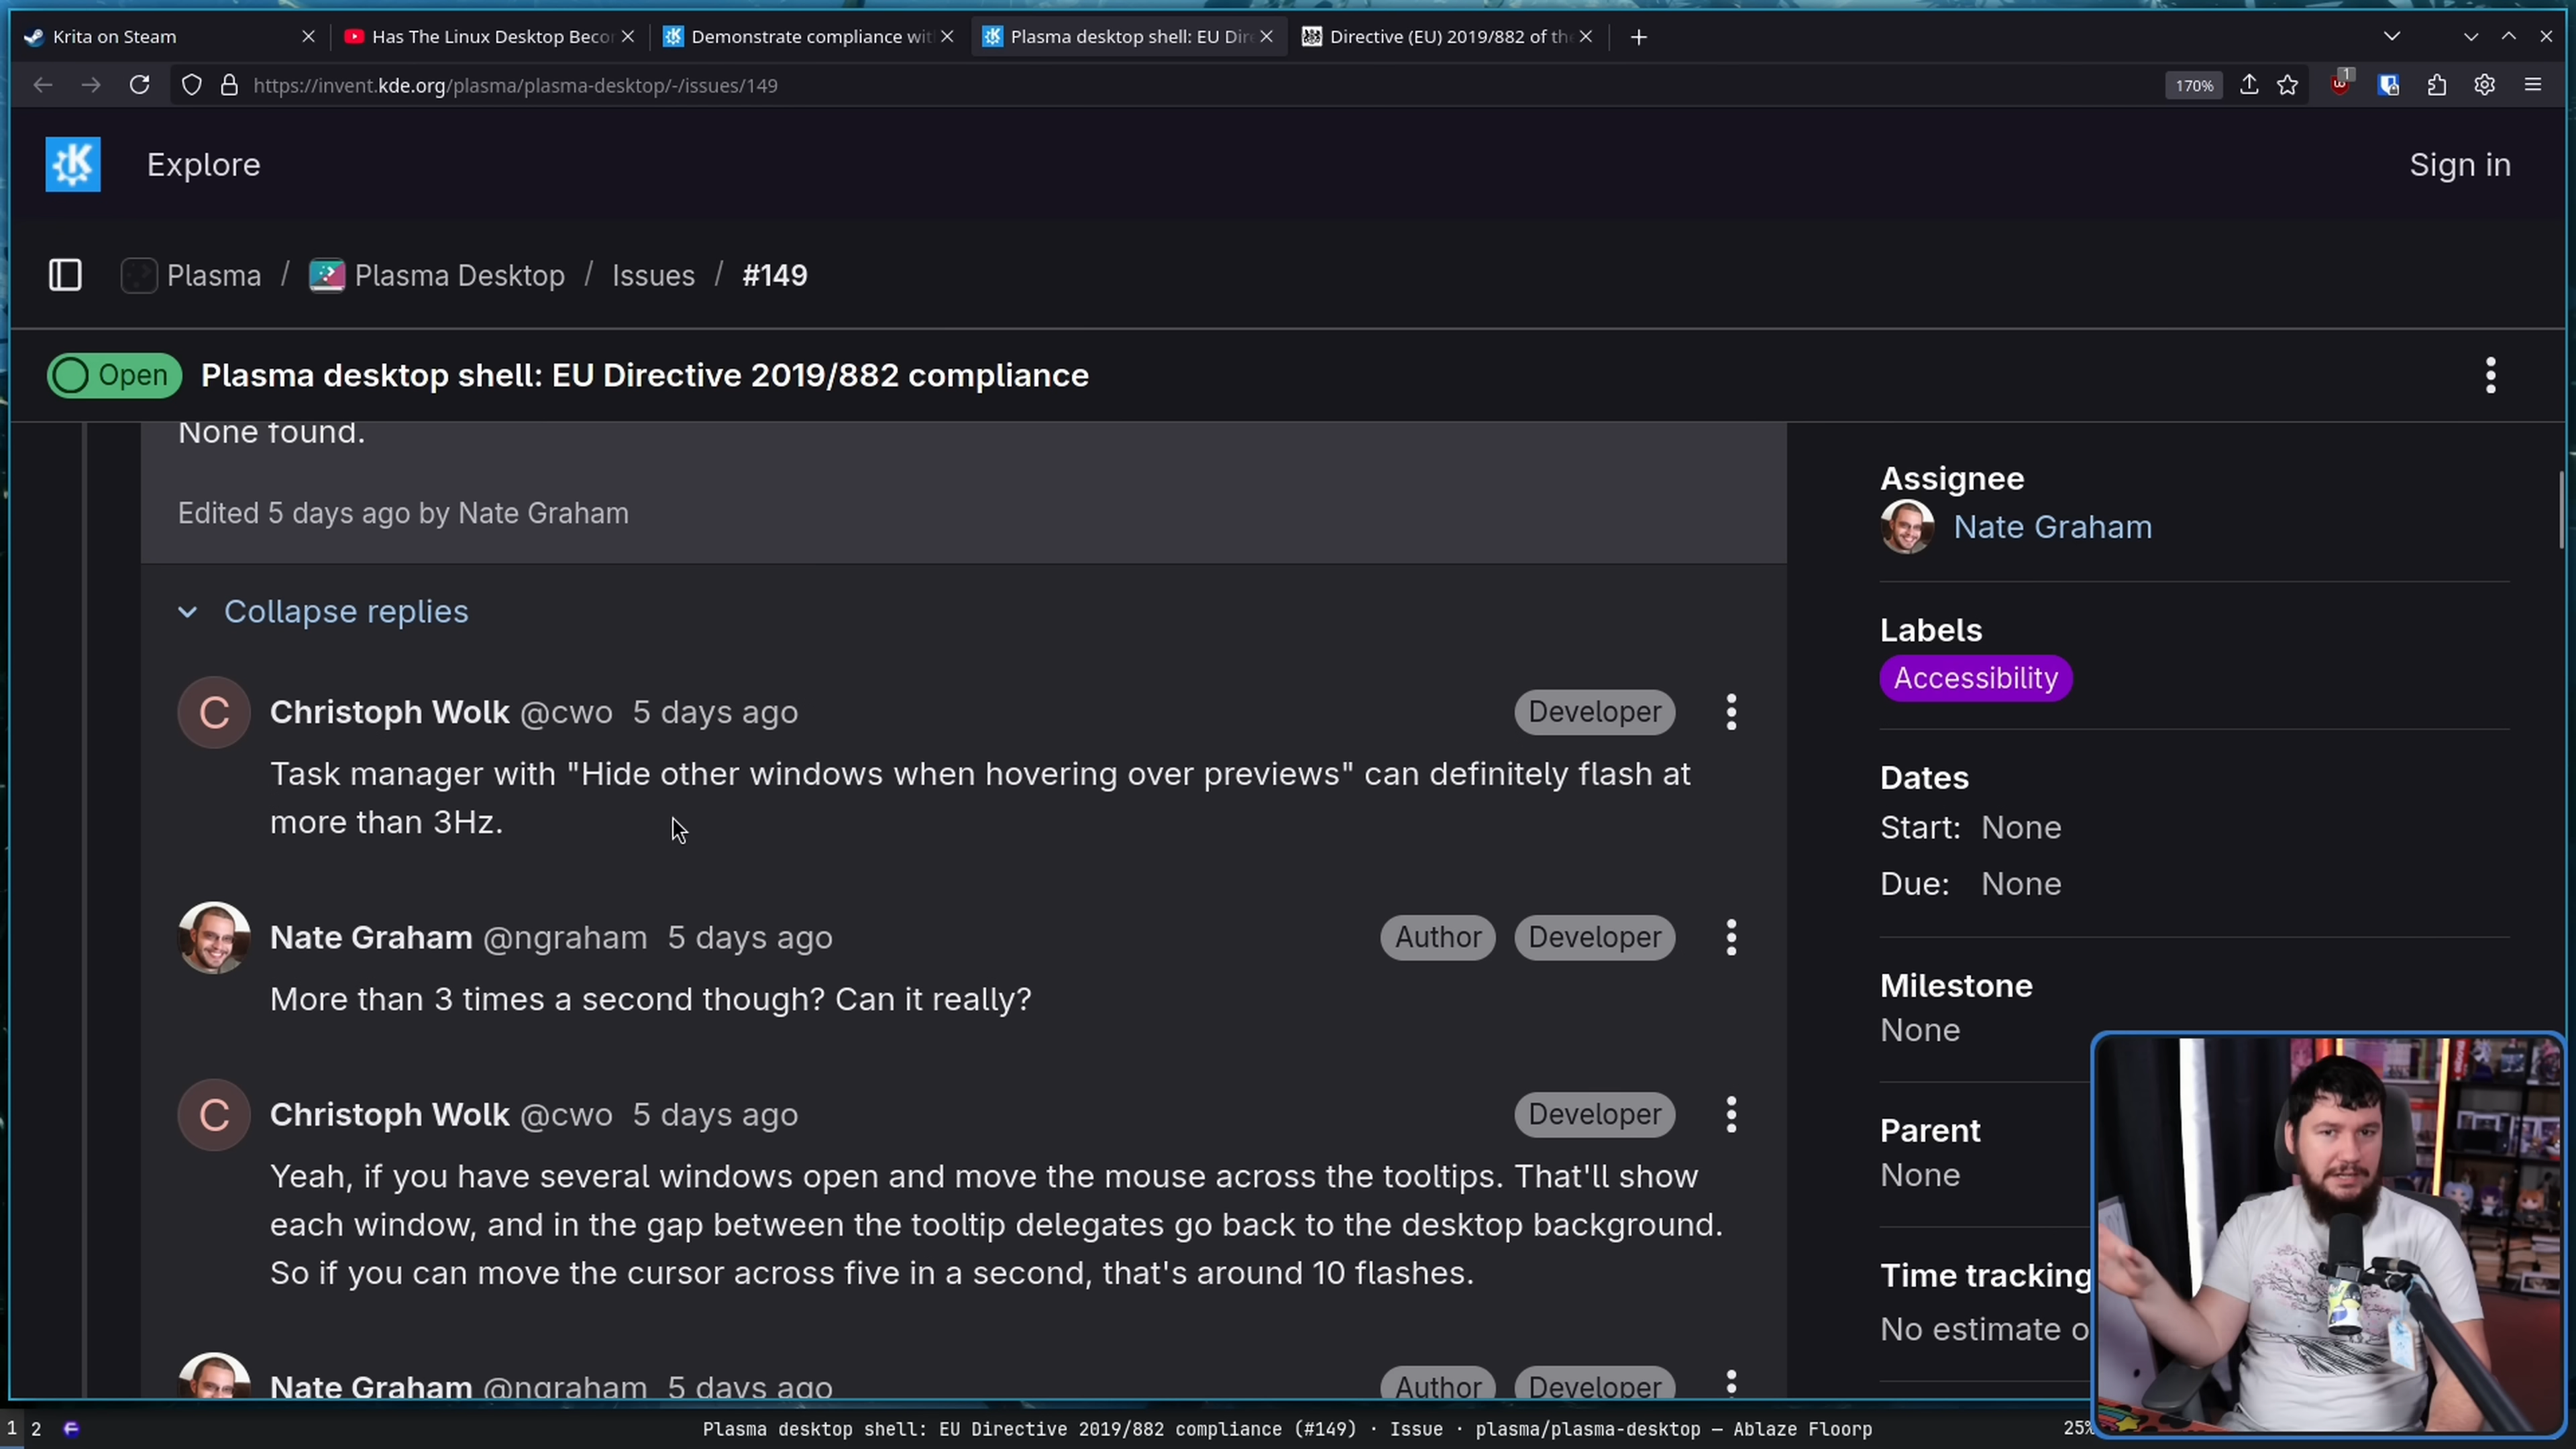 Krita on Steam
Has The Linux Desktop Beco
Demonstrate compliance wit
Plasma desktop shell: EU Dire
Directive (EU) 2019/882 of the
https://invent.kde.org/plasma/plasma-desktop/-/issues/149
170%
1
Explore
Sign in
Plasma / Plasma Desktop / Issues / #149
Open
Plasma desktop shell: EU Directive 2019/882 compliance
None found.
Edited 5 days ago by Nate Graham
Collapse replies
C
Christoph Wolk @cwo 5 days ago
Developer
Task manager with "Hide other windows when hovering over previews" can definitely flash at
more than 3Hz.
Nate Graham @ngraham 5 days ago
Author
Developer
More than 3 times a second though? Can it really?
C
Christoph Wolk @cwo 5 days ago
Developer
Yeah, if you have several windows open and move the mouse across the tooltips. That'll show
each window, and in the gap between the tooltip delegates go back to the desktop background.
So if you can move the cursor across five in a second, that's around 10 flashes.
Nate Graham @ngraham 5 days ago
Author
Developer
Assignee
Nate Graham
Labels
Accessibility
Dates
Start: None
Due: None
Milestone
None
Parent
None
Time tracking
No estimate o
1 2
Plasma desktop shell: EU Directive 2019/882 compliance (#149) · Issue · plasma/plasma-desktop — Ablaze Floorp
25%